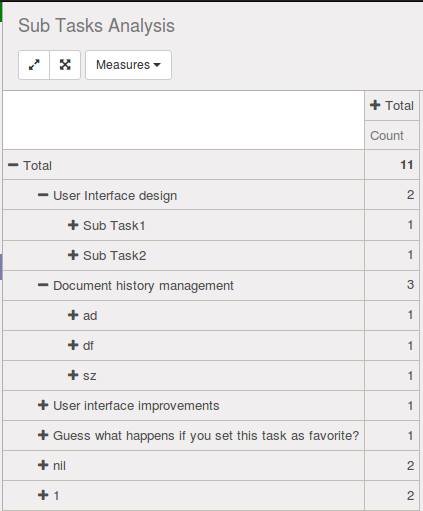 Sub Tasks Analysis
Measures
Total
Count
Total 11
User Interface design 2
Sub Task1 1
Sub Task2 1
Document history management 3
ad 1
df 1
sz 1
User interface improvements 1
Guess what happens if you set this task as favorite? 1
nil 2
1 2